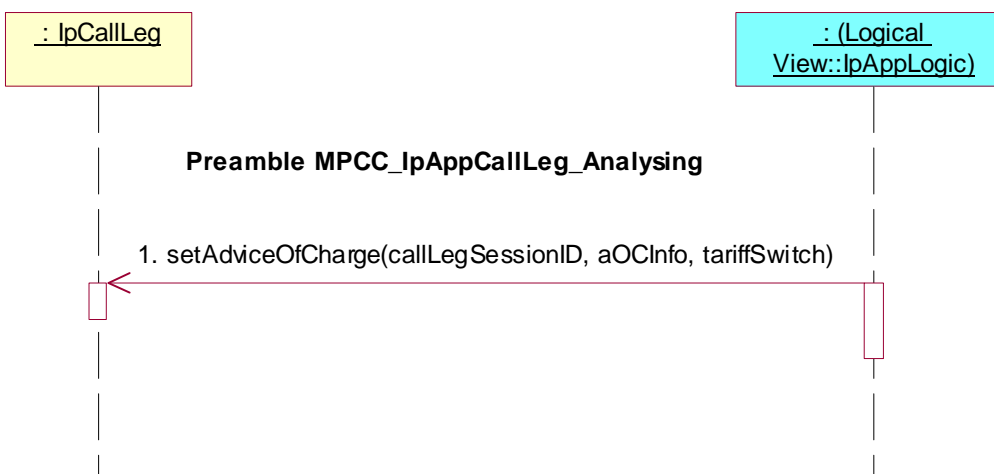 : IpCallLeg
: (Logical
View::IpAppLogic)
Preamble MPCC_IpAppCallLeg_Analysing
1. setAdviceOfCharge(callLegSessionID, aOCInfo, tariffSwitch)